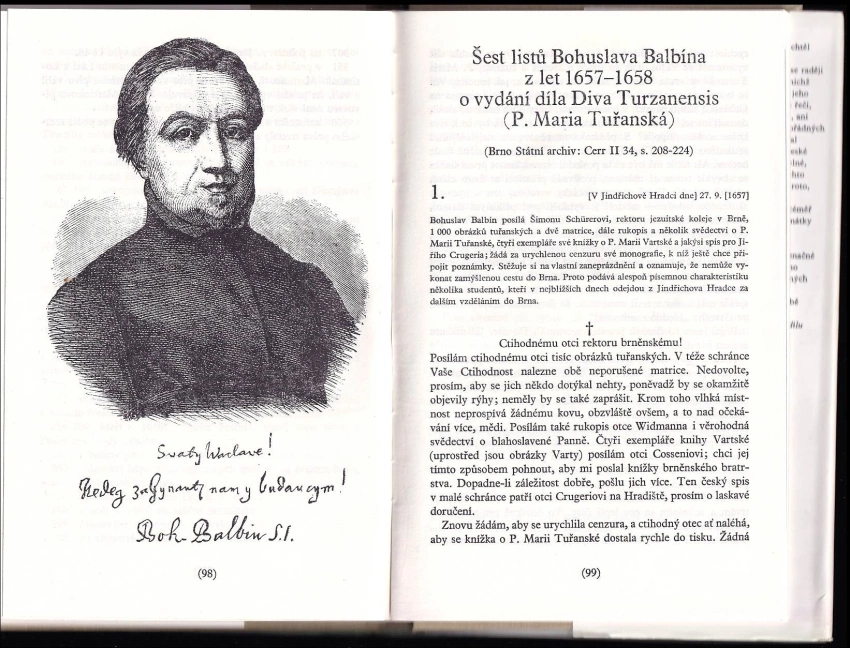 Svatý Waclave!
Nedeg zahynauti nam y budaucym!
Boh. Balbin S.I.
(98)
Šest listů Bohuslava Balbína
z let 1657–1658
o vydání díla Diva Turzanensis
(P. Maria Tuřanská)
(Brno Státní archiv: Cerr II 34, s. 208-224)
1.
[V Jindřichově Hradci dne] 27. 9. [1657]
Bohuslav Balbín posílá Šimonu Schürerovi, rektoru jezuitské koleje v Brně,
1 000 obrázků tuřanských a dvě matrice, dále rukopis a několik svědectví o P.
Marii Tuřanské, čtyři exempláře své knížky o P. Marii Vartské a jakýsi spis pro Ji-
řího Crugeria; žádá za urychlenou cenzuru své monografie, k níž ještě chce při-
pojit poznámky. Stěžuje si na vlastní zaneprázdnění a oznamuje, že nemůže vy-
konat zamýšlenou cestu do Brna. Proto podává alespoň písemnou charakteristiku
několika studentů, kteří v nejbližších dnech odejdou z Jindřichova Hradce za
dalším vzděláním do Brna.
†
Ctihodnému otci rektoru brněnskému!
Posílám ctihodnému otci tisíc obrázků tuřanských. V téže schránce
Vaše Ctihodnost nalezne obě neporušené matrice. Nedovolte,
prosím, aby se jich někdo dotýkal nehty, poněvadž by se okamžitě
objevily rýhy; neměly by se také zaprášit. Krom toho vlhká míst-
nost neprospívá žádnému kovu, obzvláště ovšem, a to nad očeká-
vání více, mědi. Posílám také rukopis otce Widmanna i věrohodná
svědectví o blahoslavené Panně. Čtyři exempláře knihy Vartské
(uprostřed jsou obrázky Varty) posílám otci Cosseniovi; chci jej
tímto způsobem pohnout, aby mi poslal knížky brněnského bratr-
stva. Dopadne-li záležitost dobře, pošlu jich více. Ten český spis
v malé schránce patří otci Crugeriovi na Hradiště, prosím o laskavé
doručení.
Znovu žádám, aby se urychlila cenzura, a ctihodný otec ať naléhá,
aby se knížka o P. Marii Tuřanské dostala rychle do tisku. Žádná
(99)